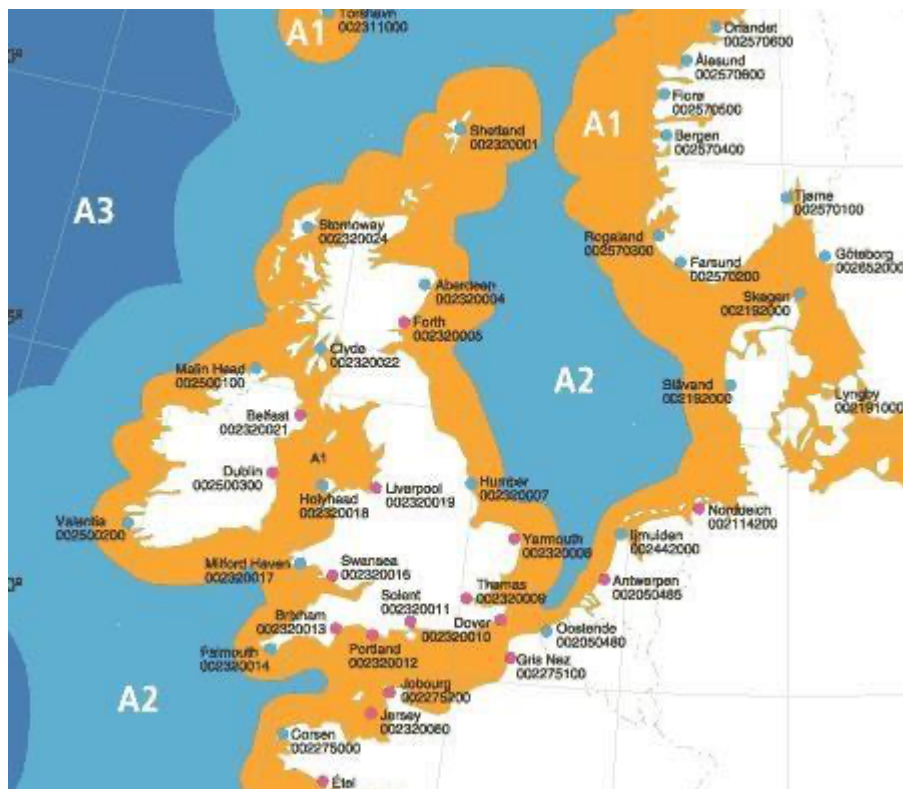 Torshavn
002311000
A1
Orlandet
002570600
Ålesund
002570800
Florø
002570500
A1
Bergen
002570400
Shetland
002320001
Tjøme
002570100
A3
Stornoway
002320024
Rogaland
002570300
Farsund
002570200
Göteborg
002652000
Aberdeen
002320004
Skagen
002192000
Forth
002320005
Clyde
002320022
Malin Head
002500100
A2
Blåvand
002192000
Lyngby
002191000
Belfast
002320021
A1
Dublin
002500300
Holyhead
002320018
Liverpool
002320019
Humber
002320007
Norddeich
002114200
Valentia
002500200
Yarmouth
002320008
Ijmuiden
002442000
Milford Haven
002320017
Swansea
002320016
Antwerpen
002050485
Thames
002320009
Solent
002320011
Brixham
002320013
Dover
002320010
Oostende
002050480
Falmouth
002320014
Portland
002320012
Gris Nez
002275100
A2
Jobourg
002275200
Jersey
002320060
Corsen
002275000
Étel